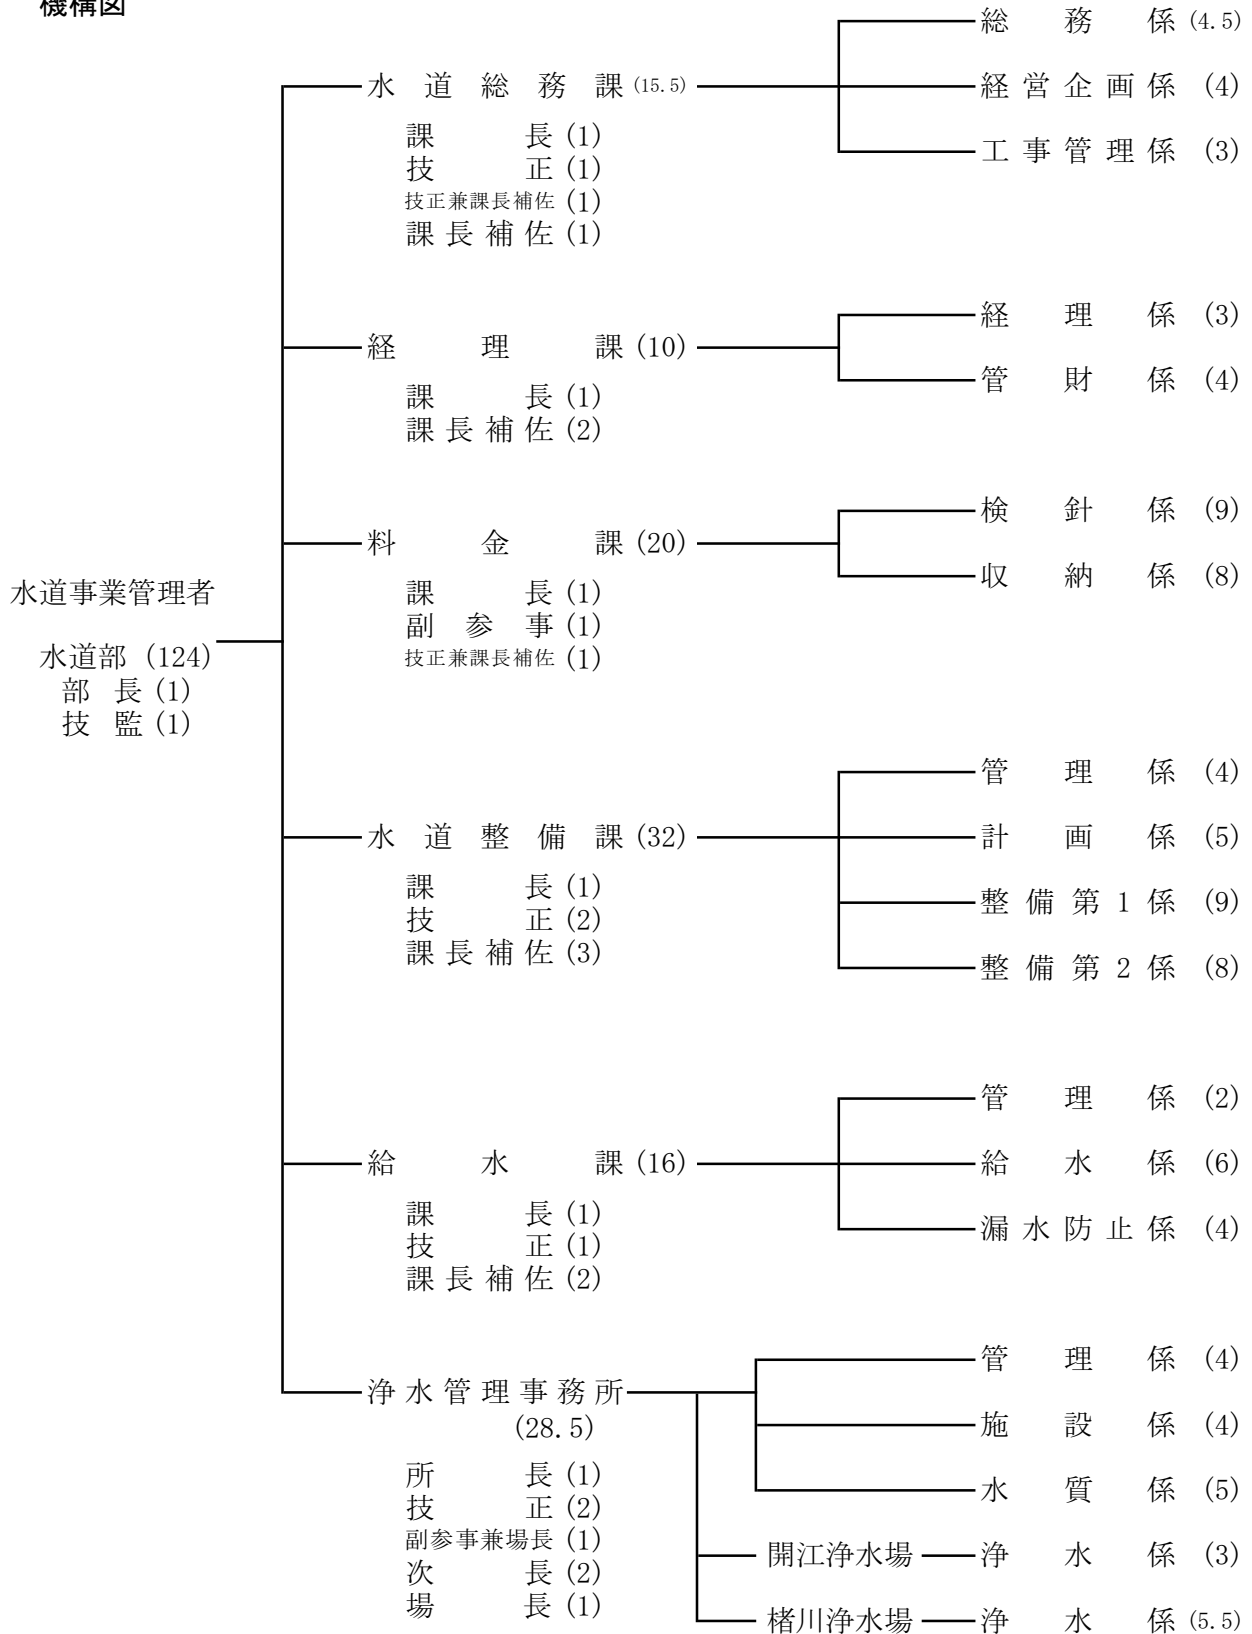 機構図
水道事業管理者
水道部 (124)
部長 (1)
技監 (1)
水道総務課 (15.5)
課長 (1)
技正 (1)
技正兼課長補佐 (1)
課長補佐 (1)
総務係 (4.5)
経営企画係 (4)
工事管理係 (3)
経理課 (10)
課長 (1)
課長補佐 (2)
経理係 (3)
管財係 (4)
料金課 (20)
課長 (1)
副参事 (1)
技正兼課長補佐 (1)
検針係 (9)
収納係 (8)
水道整備課 (32)
課長 (1)
技正 (2)
課長補佐 (3)
管理係 (4)
計画係 (5)
整備第1係 (9)
整備第2係 (8)
給水課 (16)
課長 (1)
技正 (1)
課長補佐 (2)
管理係 (2)
給水係 (6)
漏水防止係 (4)
浄水管理事務所
(28.5)
所長 (1)
技正 (2)
副参事兼場長 (1)
次長 (2)
場長 (1)
管理係 (4)
施設係 (4)
水質係 (5)
開江浄水場 浄水係 (3)
楮川浄水場 浄水係 (5.5)